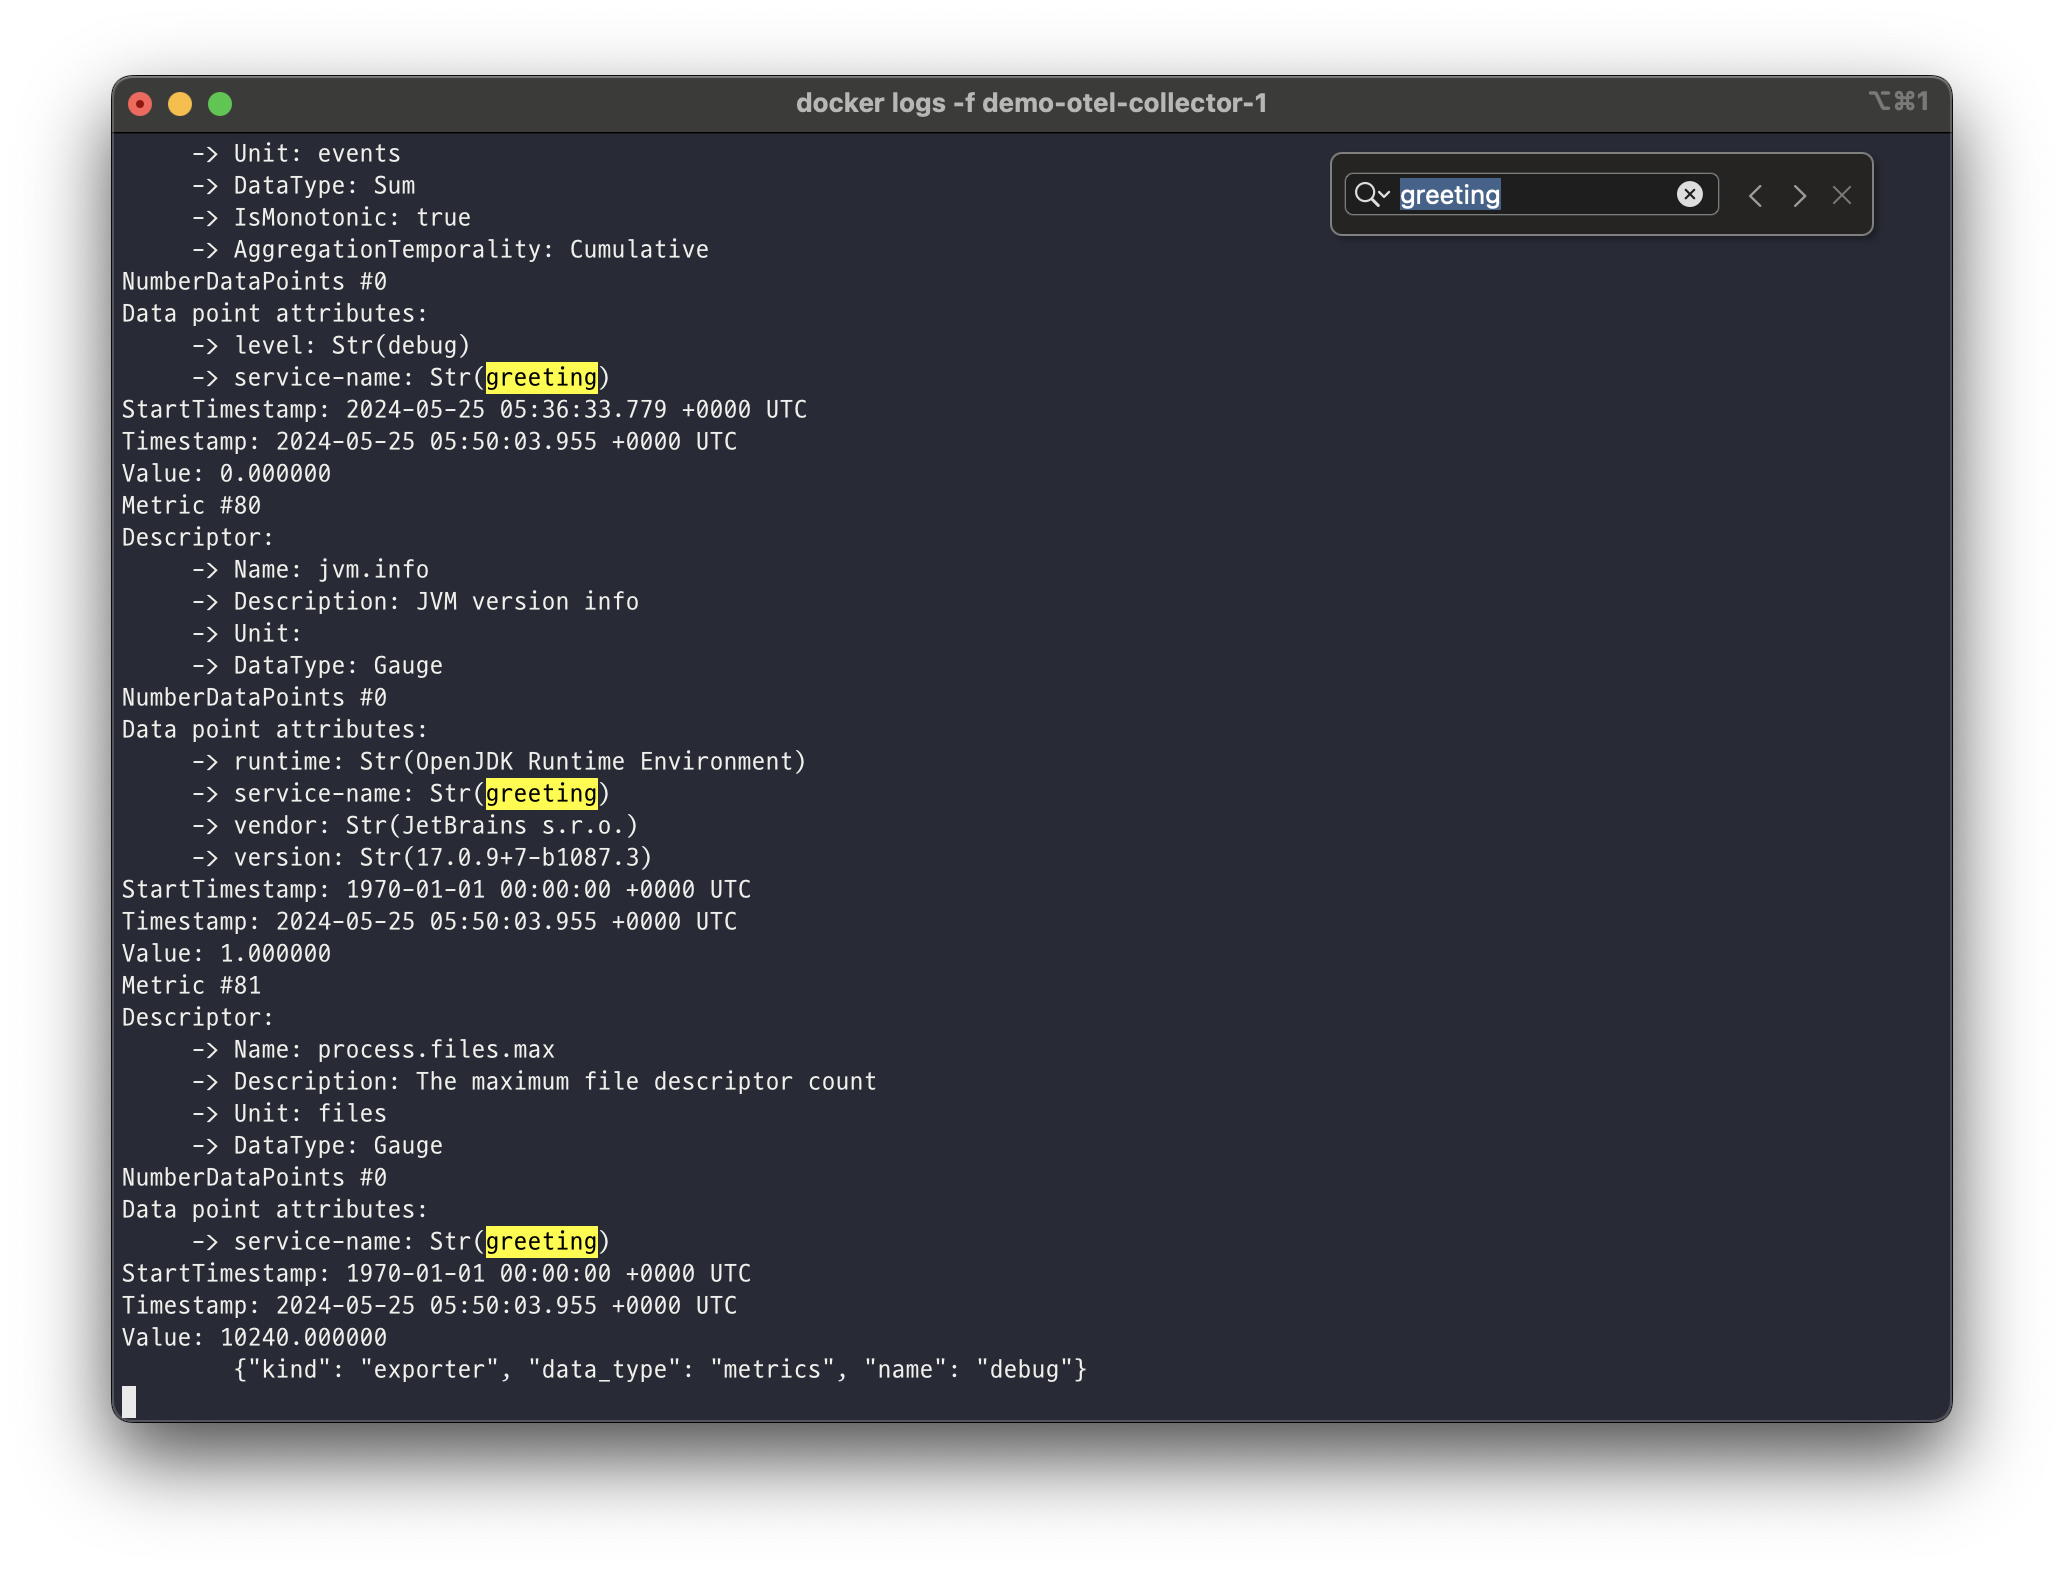 docker logs -f demo-otel-collector-1
⌥⌘1
greeting
-> Unit: events
-> DataType: Sum
-> IsMonotonic: true
-> AggregationTemporality: Cumulative
NumberDataPoints #0
Data point attributes:
-> level: Str(debug)
-> service-name: Str(greeting)
StartTimestamp: 2024-05-25 05:36:33.779 +0000 UTC
Timestamp: 2024-05-25 05:50:03.955 +0000 UTC
Value: 0.000000
Metric #80
Descriptor:
-> Name: jvm.info
-> Description: JVM version info
-> Unit:
-> DataType: Gauge
NumberDataPoints #0
Data point attributes:
-> runtime: Str(OpenJDK Runtime Environment)
-> service-name: Str(greeting)
-> vendor: Str(JetBrains s.r.o.)
-> version: Str(17.0.9+7-b1087.3)
StartTimestamp: 1970-01-01 00:00:00 +0000 UTC
Timestamp: 2024-05-25 05:50:03.955 +0000 UTC
Value: 1.000000
Metric #81
Descriptor:
-> Name: process.files.max
-> Description: The maximum file descriptor count
-> Unit: files
-> DataType: Gauge
NumberDataPoints #0
Data point attributes:
-> service-name: Str(greeting)
StartTimestamp: 1970-01-01 00:00:00 +0000 UTC
Timestamp: 2024-05-25 05:50:03.955 +0000 UTC
Value: 10240.000000
{"kind": "exporter", "data_type": "metrics", "name": "debug"}